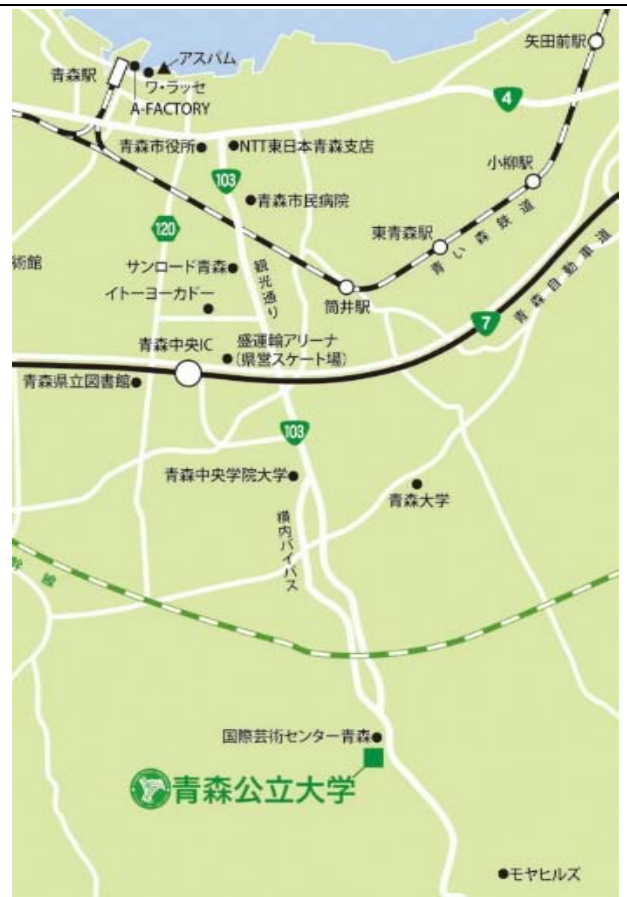 矢田前駅
アスパム
青森駅
ワ・ラッセ
A-FACTORY
4
青森市役所
NTT東日本青森支店
小柳駅
103
青森市民病院
120
東青森駅
青い森鉄道
術館
サンロード青森
観光通り
イトーヨーカドー
筒井駅
7
青森自動車道
青森中央IC
盛運輸アリーナ
(県営スケート場)
青森県立図書館
103
青森中央学院大学
青森大学
横内バイパス
幹線
国際芸術センター青森
青森公立大学
モヤヒルズ